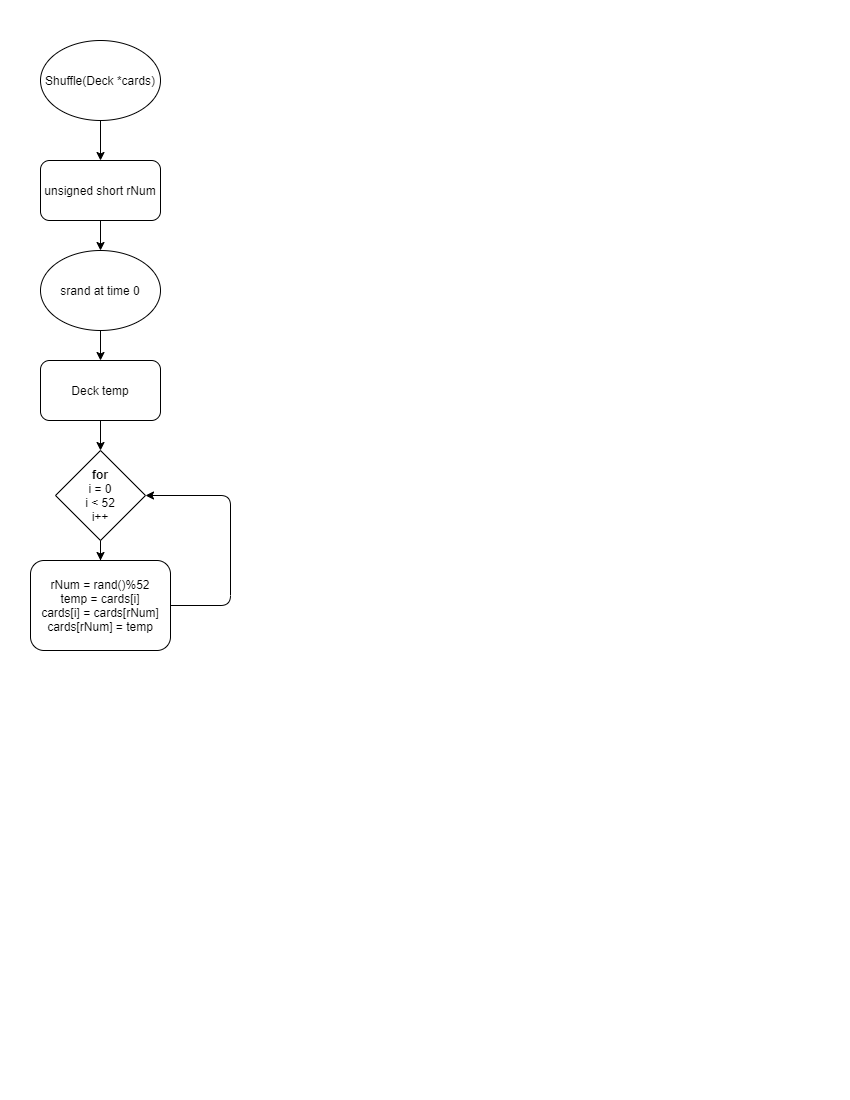 Shuffle(Deck *cards)
unsigned short rNum
srand at time 0
Deck temp
for
i = 0
i < 52
i++
rNum = rand()%52
temp = cards[i]
cards[i] = cards[rNum]
cards[rNum] = temp